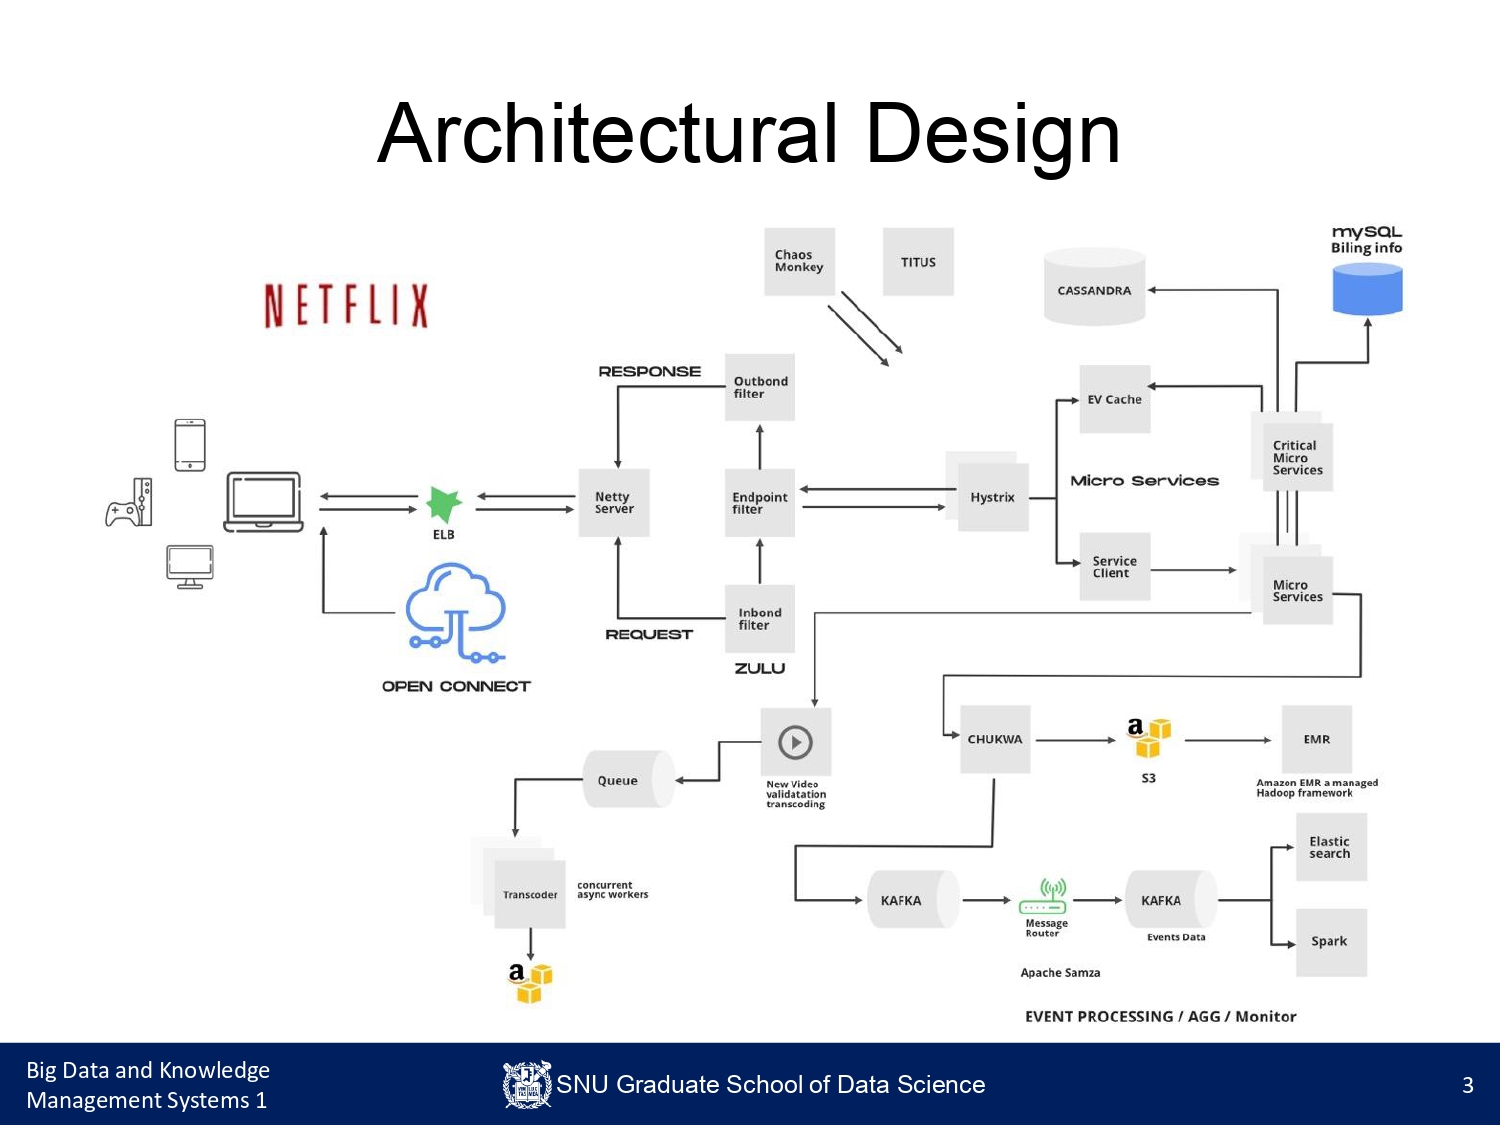 Architectural Design
NETFLIX
Chaos
Monkey
TITUS
CASSANDRA
mySQL
Biling info
RESPONSE
Outbond
filter
EV Cache
Critical
Micro
Services
Micro Services
Hystrix
Netty
Server
Endpoint
filter
ELB
Service
Client
Micro
Services
Inbond
filter
REQUEST
ZULU
OPEN CONNECT
New Video
validatation
transcoding
Queue
CHUKWA
a
S3
EMR
Amazon EMR a managed
Hadoop framework
Transcoder
concurrent
async workers
a
KAFKA
Message
Router
KAFKA
Events Data
Elastic
search
Spark
Apache Samza
EVENT PROCESSING / AGG / Monitor
Big Data and Knowledge
Management Systems 1
SNU Graduate School of Data Science
3